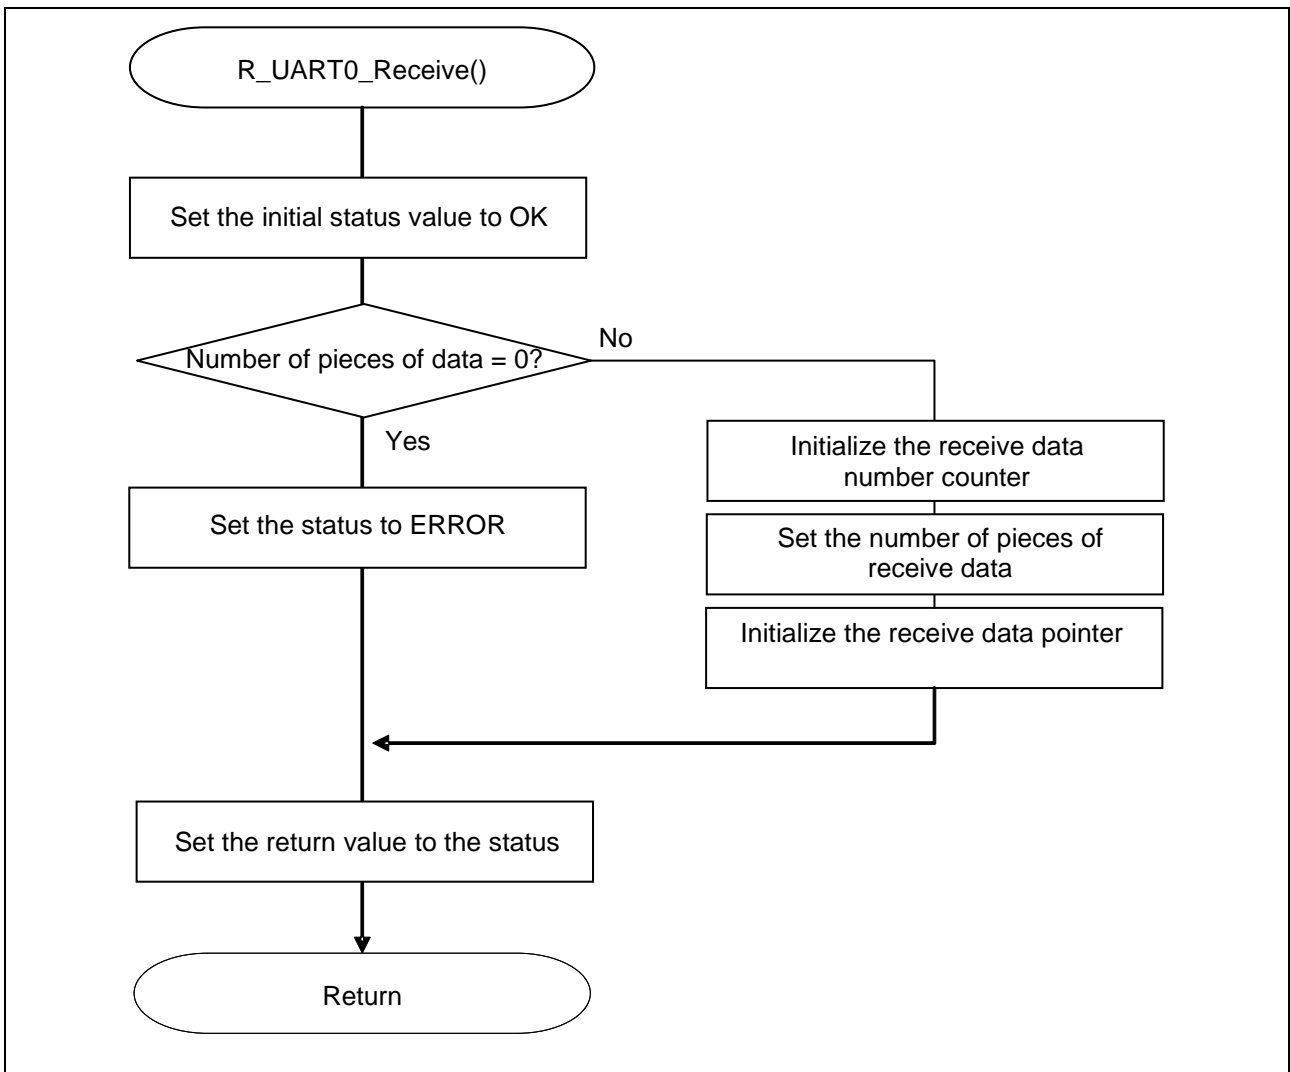 R_UART0_Receive()
Set the initial status value to OK
Number of pieces of data = 0?
No
Yes
Initialize the receive data
number counter
Set the status to ERROR
Set the number of pieces of
receive data
Initialize the receive data pointer
Set the return value to the status
Return